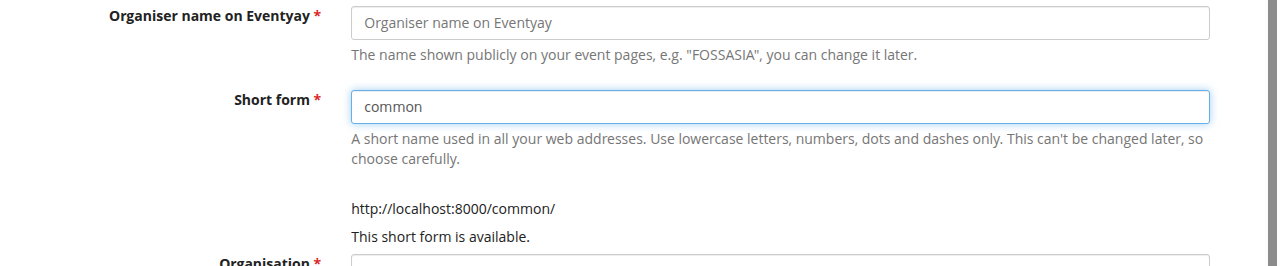 Organiser name on Eventyay *
Organiser name on Eventyay
The name shown publicly on your event pages, e.g. "FOSSASIA", you can change it later.
Short form *
common
A short name used in all your web addresses. Use lowercase letters, numbers, dots and dashes only. This can't be changed later, so
choose carefully.
http://localhost:8000/common/
This short form is available.
Organisation *